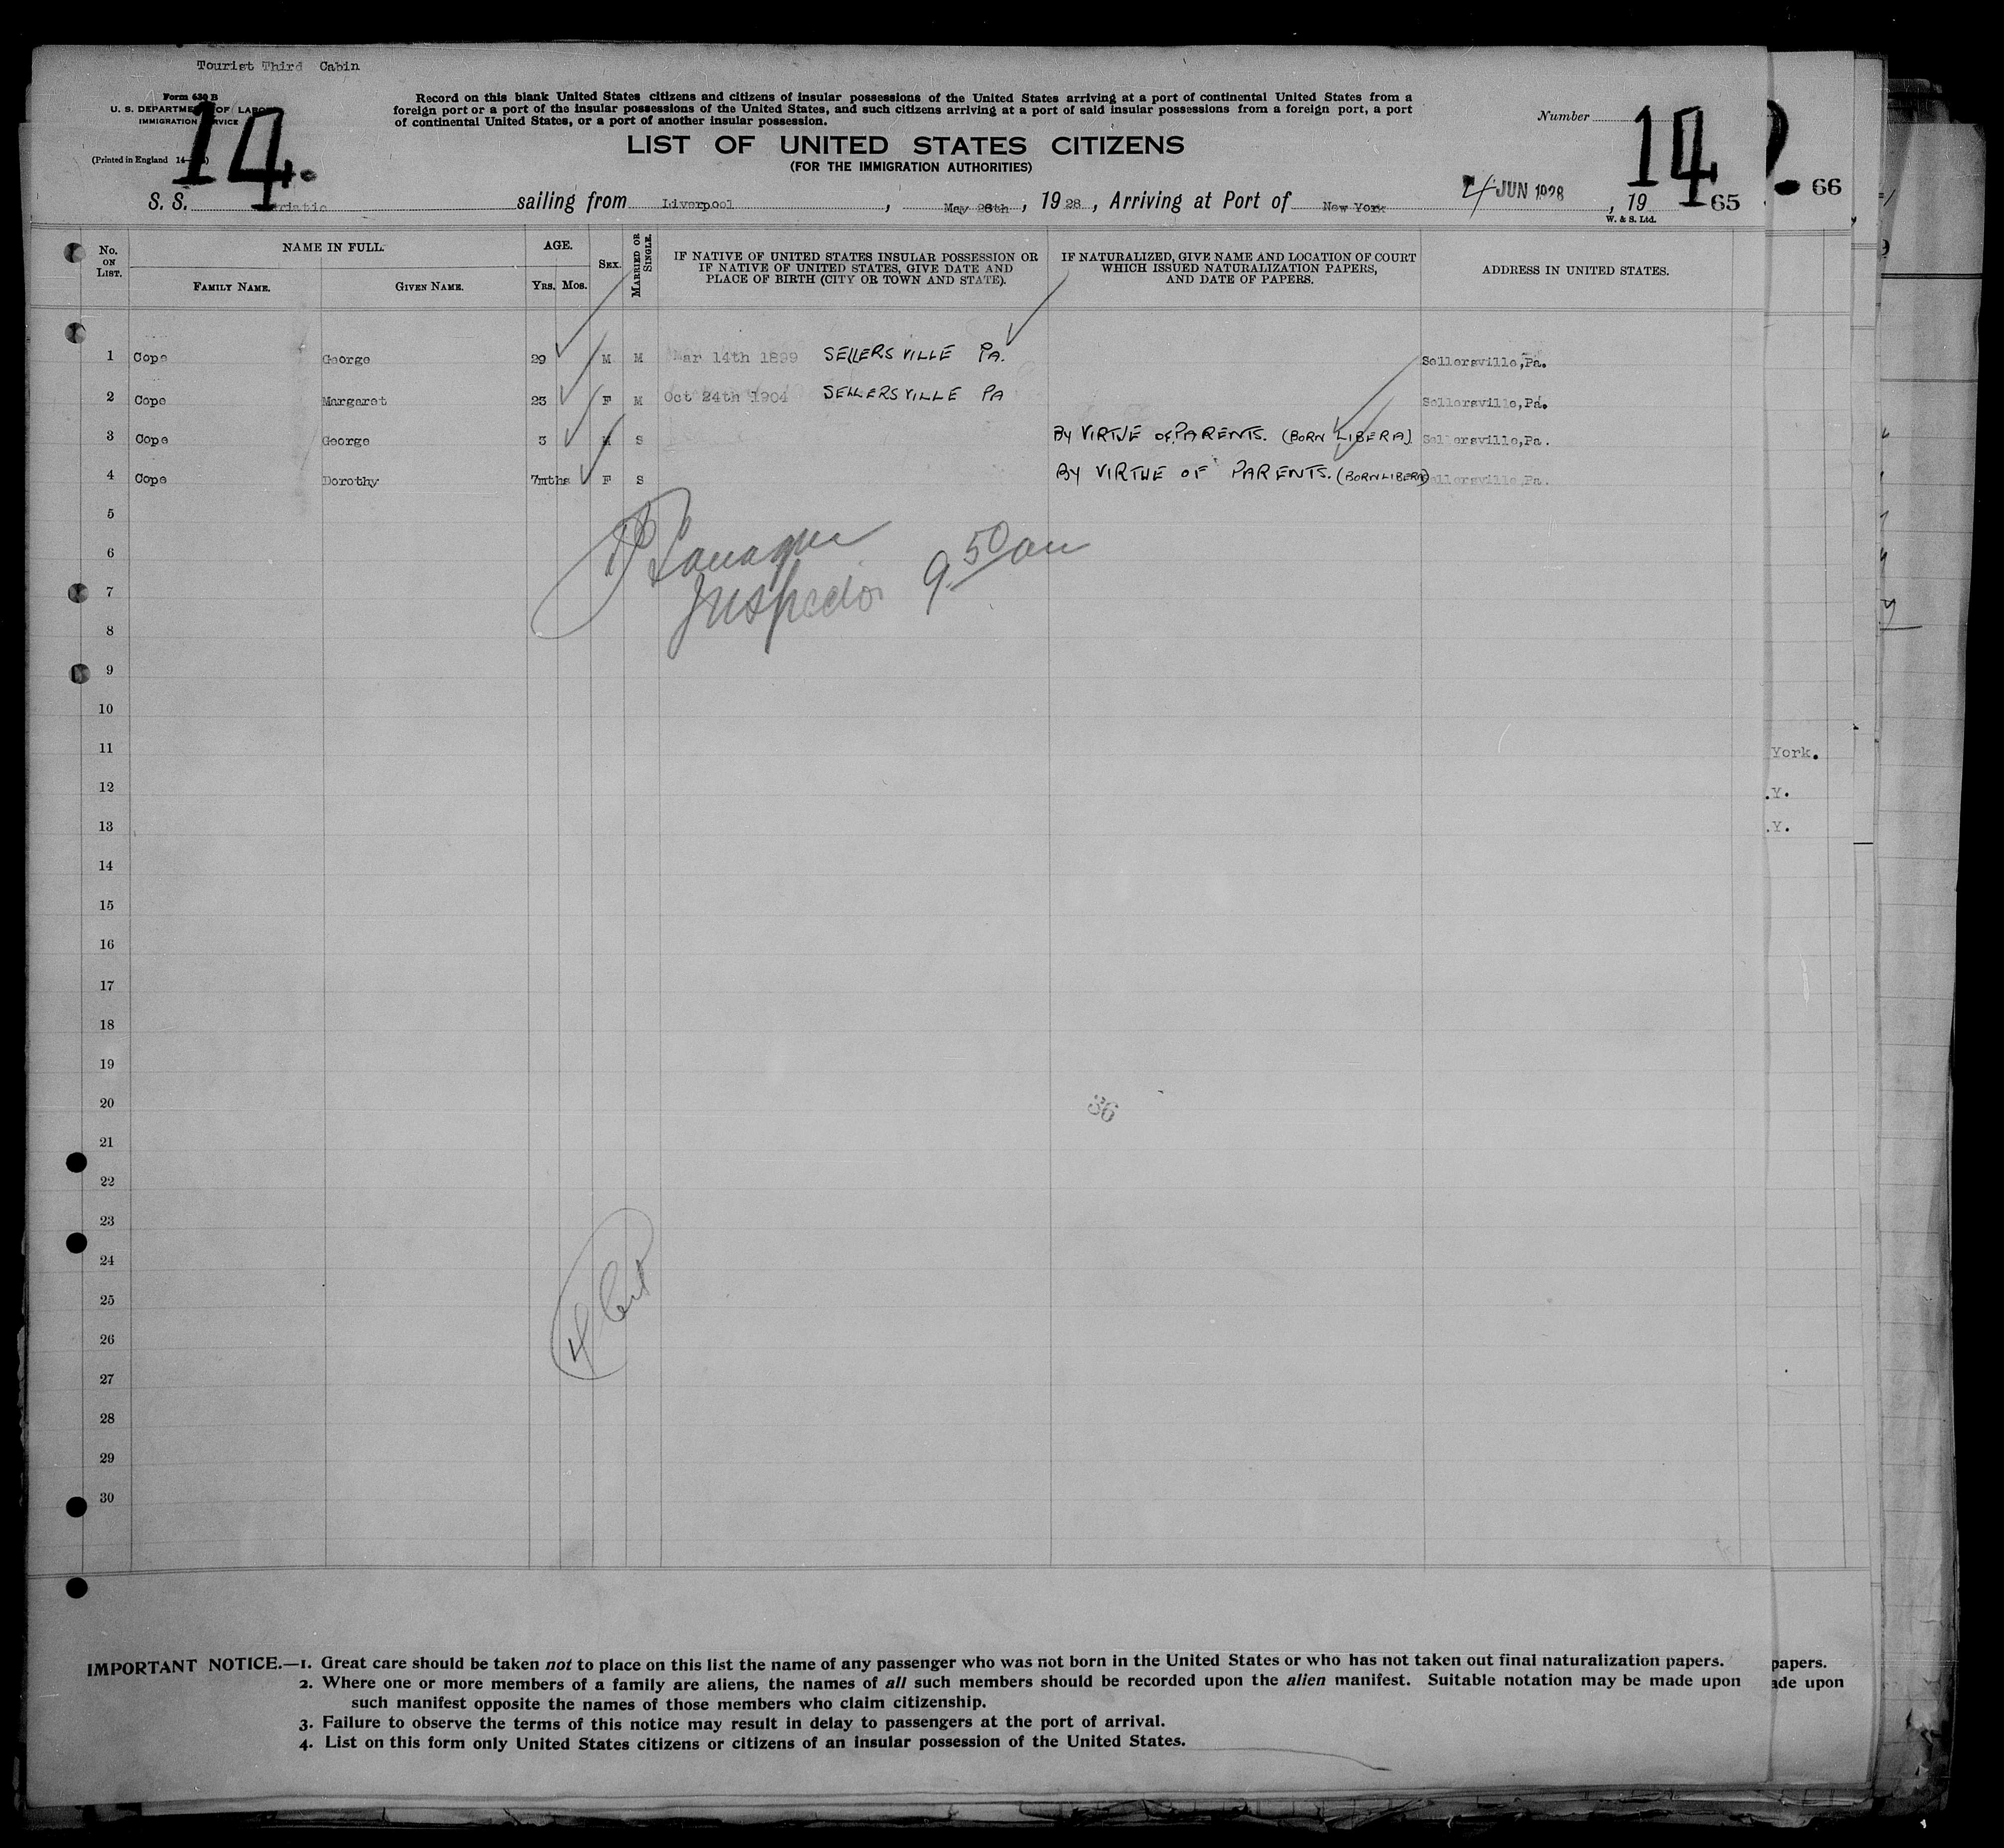 Tourist Third Cabin
Form 630 B
U. S. DEPARTMENT OF LABOR
IMMIGRATION SERVICE
(Printed in England
14.
Record on this blank United States citizens and citizens of insular possessions of the United States arriving at a port of continental United States from a
foreign port or a port of the insular possessions of the United States, and such citizens arriving at a port of said insular possessions from a foreign port, a port
of continental United States, or a port of another insular possession.
Number 14
LIST OF UNITED STATES CITIZENS
(FOR THE IMMIGRATION AUTHORITIES)
S. S. sailing from Liverpool, May 26th, 1928, Arriving at Port of New York 4 JUN 1928, 19
W. & S. Ltd.
65
66
No. ON LIST. NAME IN FULL. AGE. SEX. MARRIED OR SINGLE. IF NATIVE OF UNITED STATES INSULAR POSSESSION OR IF NATIVE OF UNITED STATES, GIVE DATE AND PLACE OF BIRTH (CITY OR TOWN AND STATE). IF NATURALIZED, GIVE NAME AND LOCATION OF COURT WHICH ISSUED NATURALIZATION PAPERS, AND DATE OF PAPERS. ADDRESS IN UNITED STATES.
FAMILY NAME. GIVEN NAME. YRS. MOS.
1 Cope George 29 M M Mar 14th 1899 SELLERSVILLE PA. Sellersville,Pa.
2 Cope Margaret 23 F M Oct 24th 1904 SELLERSVILLE PA Sellersville,Pa.
3 Cope George 3 M S BY VIRTUE OF PARENTS. (BORN LIBERA) Sellersville,Pa.
4 Cope Dorothy 7mths F S BY VIRTUE OF PARENTS. (BORN LIBERA) Sellersville,Pa.
5
6
Inspector 9 50 am
7
8
9
10
11
York.
12
.Y.
13
.Y.
14
15
16
17
18
19
20
36
21
22
23
24
25
26
27
28
29
30
IMPORTANT NOTICE.—1. Great care should be taken not to place on this list the name of any passenger who was not born in the United States or who has not taken out final naturalization papers.
papers.
2. Where one or more members of a family are aliens, the names of all such members should be recorded upon the alien manifest. Suitable notation may be made upon
ade upon
such manifest opposite the names of those members who claim citizenship.
3. Failure to observe the terms of this notice may result in delay to passengers at the port of arrival.
4. List on this form only United States citizens or citizens of an insular possession of the United States.